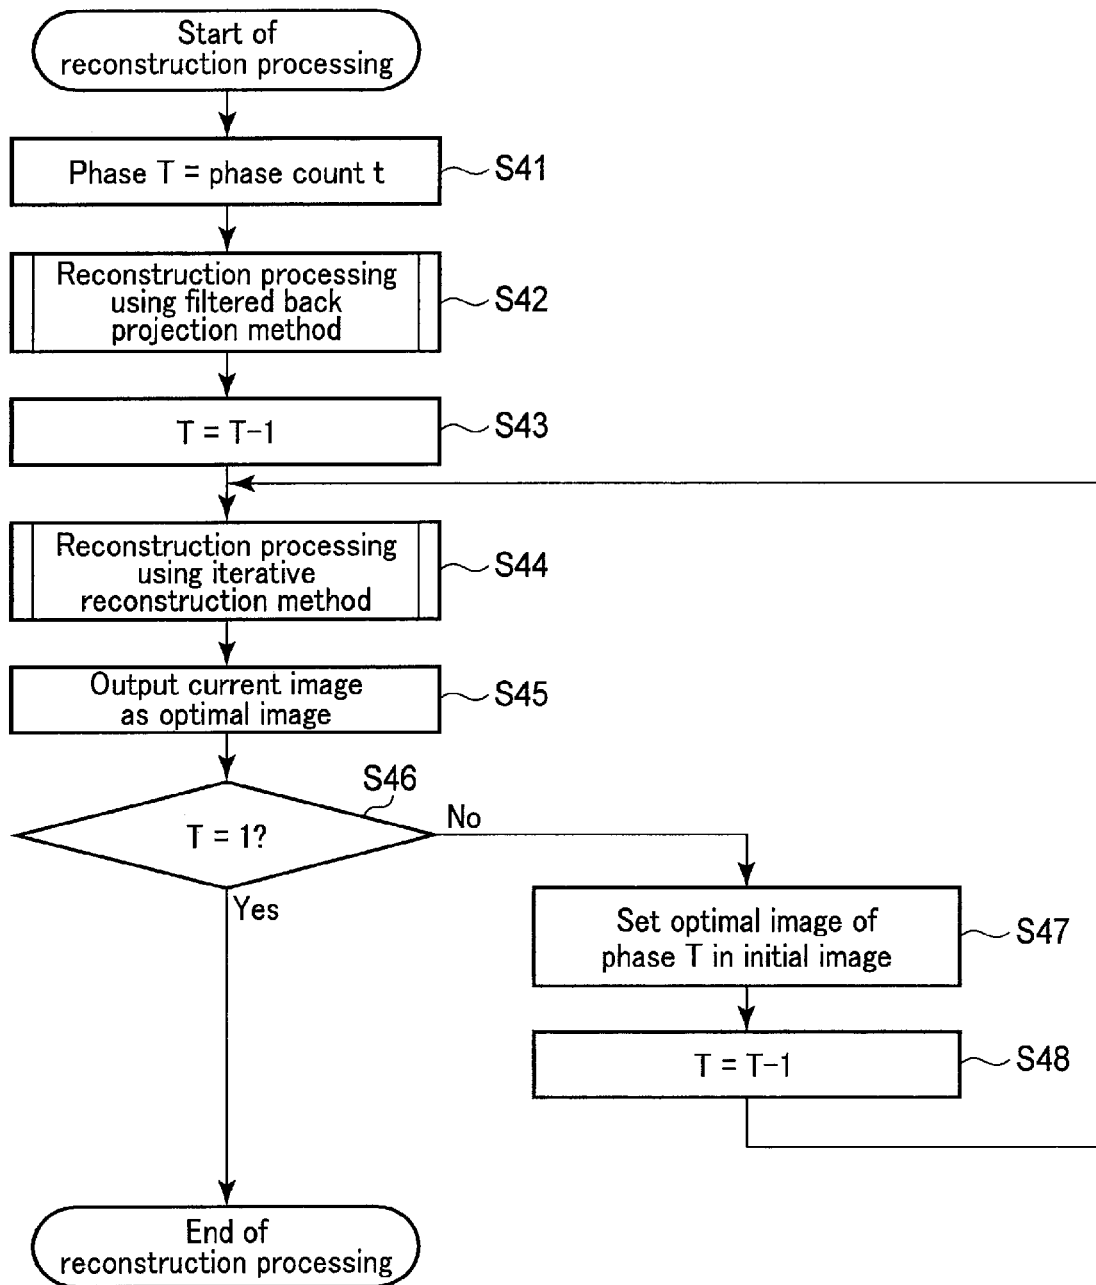 Start of
reconstruction processing
Phase T = phase count t
S41
Reconstruction processing
using filtered back
projection method
S42
T = T-1
S43
Reconstruction processing
using iterative
reconstruction method
S44
Output current image
as optimal image
S45
S46
T = 1?
No
Yes
Set optimal image of
phase T in initial image
S47
T = T-1
S48
End of
reconstruction processing